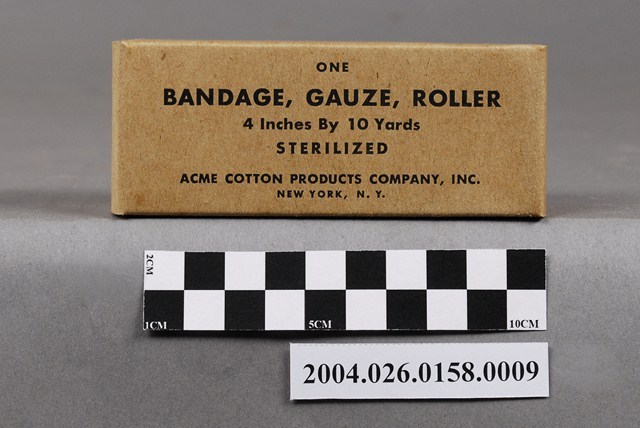 ONE
BANDAGE, GAUZE, ROLLER
4 Inches By 10 Yards
STERILIZED
ACME COTTON PRODUCTS COMPANY, INC.
NEW YORK, N. Y.
2CM
1CM 5CM 10CM
2004.026.0158.0009